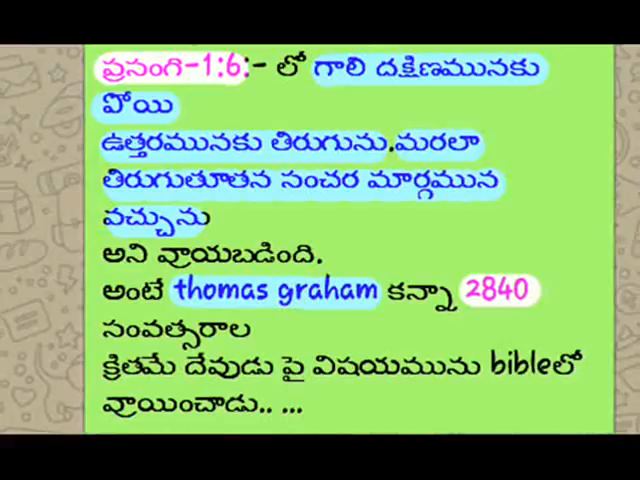 ప్రసంగి-1:6:- లో గాలి దక్షిణమునకు
పోయి
ఉత్తరమునకు తిరుగును.మరలా
తిరుగుతూతన సంచర మార్గమున
వచ్చును
అని వ్రాయబడింది.
అంటే thomas graham కన్నా 2840
సంవత్సరాల
క్రితమే దేవుడు పై విషయమును bibleలో
వ్రాయించాడు.. ...